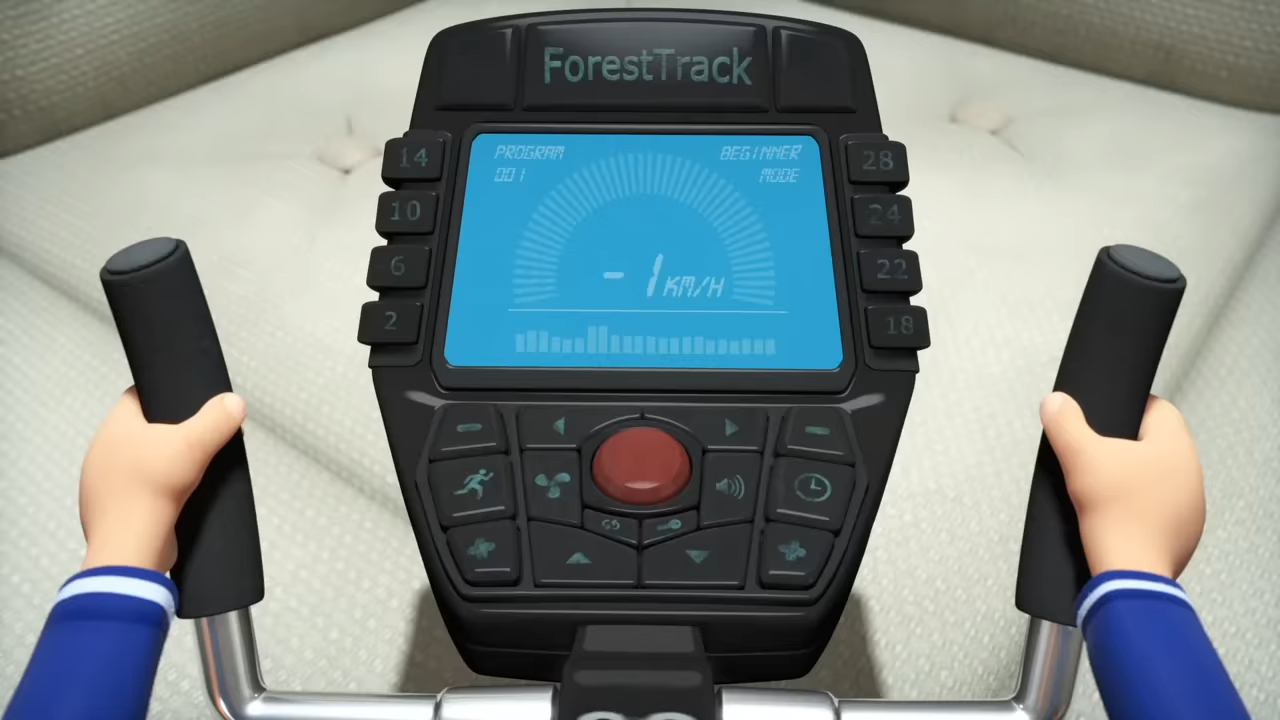 ForestTrack
PROGRAM
001
BEGINNER
MODE
14
10
6
2
28
24
22
18
-1 KM/H